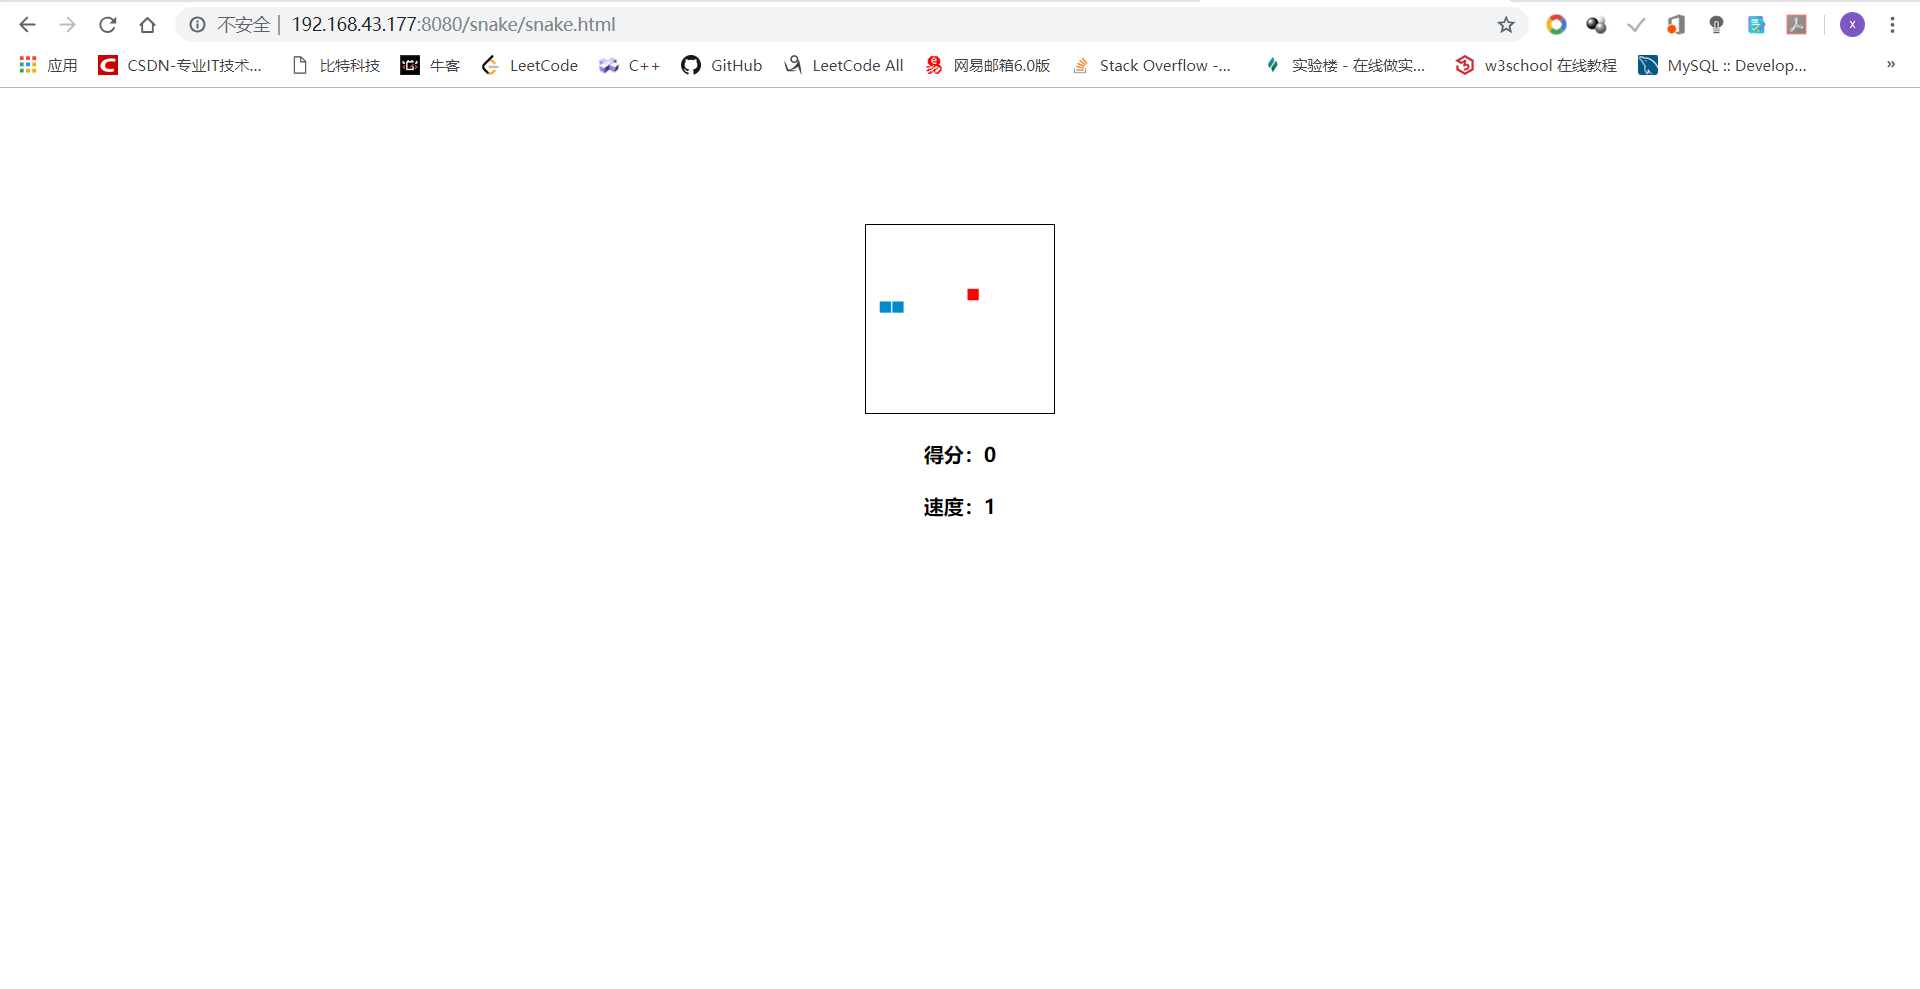 不安全 | 192.168.43.177:8080/snake/snake.html
X
应用 CSDN-专业IT技术... 比特科技 牛客 LeetCode C++ GitHub LeetCode All 网易邮箱6.0版 Stack Overflow -... 实验楼 - 在线做实... w3school 在线教程 MySQL :: Develop... »
得分：0
速度：1